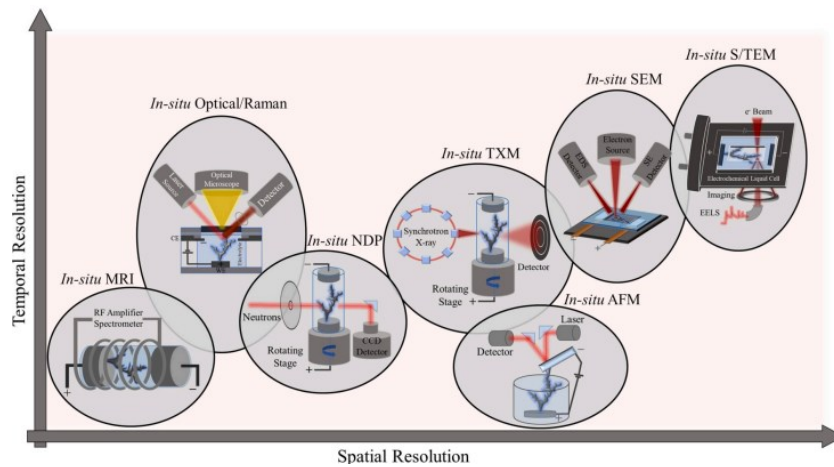 Temporal Resolution
In-situ MRI
RF Amplifier
Spectrometer
+
−
In-situ Optical/Raman
Laser
Source
Optical
Microscope
Detector
CE
In-situ NDP
Neutrons
−
Rotating
Stage
+
CCD
Detector
In-situ TXM
Synchrotron
X-ray
−
Rotating
Stage
+
Detector
In-situ AFM
Laser
Detector
−
+
In-situ SEM
EDS
Detector
Electron
Source
SE
Detector
−
+
In-situ S/TEM
e- Beam
Electrochemical Liquid Cell
Imaging
EELS
Spatial Resolution